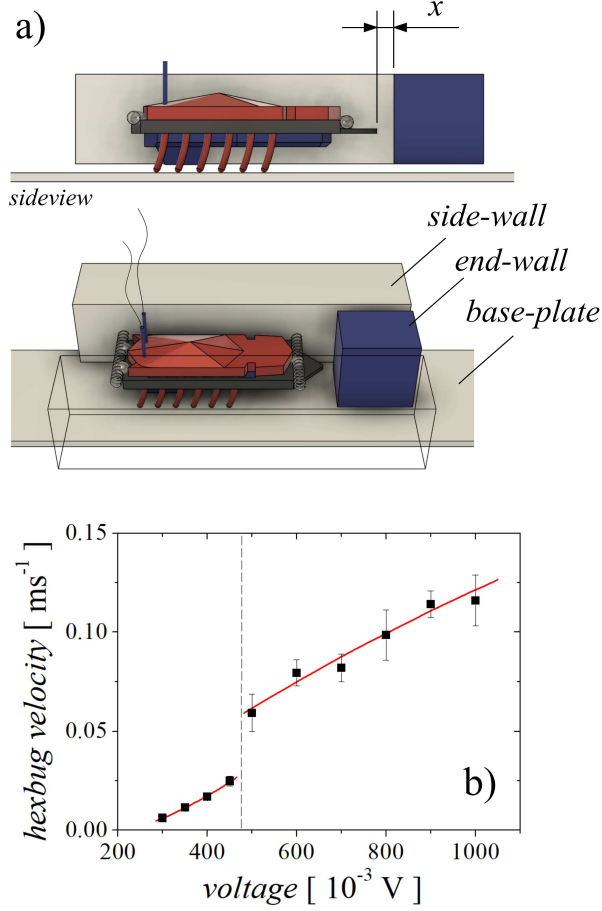 a)
x
sideview
side-wall
end-wall
base-plate
0.15
0.10
0.05
0.00
hexbug velocity [ ms⁻¹ ]
b)
200 400 600 800 1000
voltage [ 10⁻³ V ]